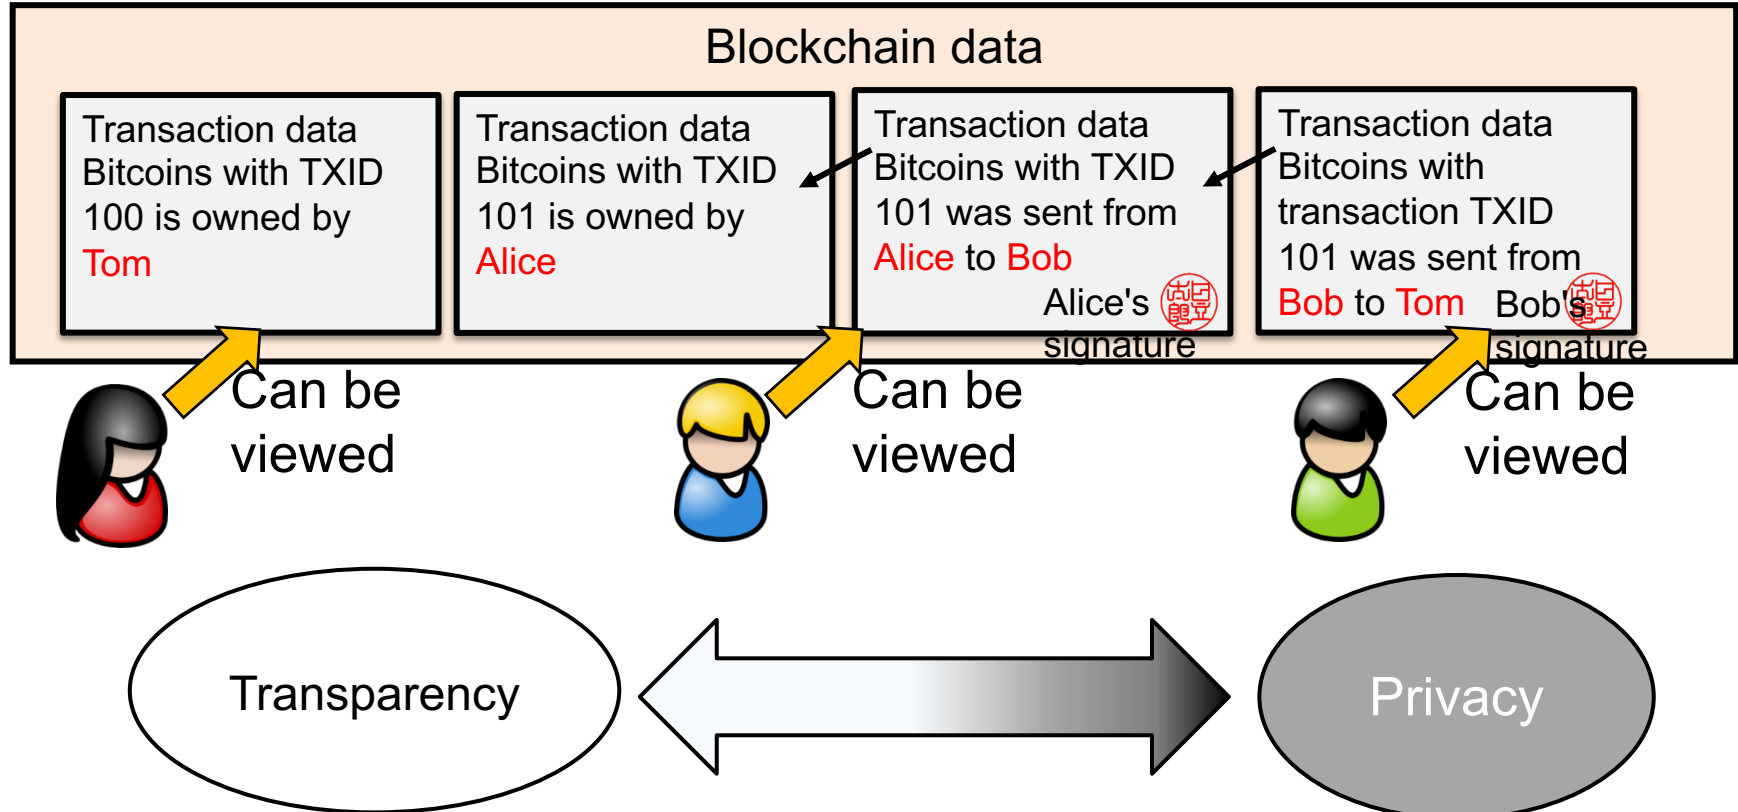 Blockchain data
Transaction data
Bitcoins with TXID
100 is owned by
Tom
Transaction data
Bitcoins with TXID
101 is owned by
Alice
Transaction data
Bitcoins with TXID
101 was sent from
Alice to Bob
Alice's
signature
Transaction data
Bitcoins with
transaction TXID
101 was sent from
Bob to Tom
Bob's
signature
Can be
viewed
Can be
viewed
Can be
viewed
Transparency
Privacy